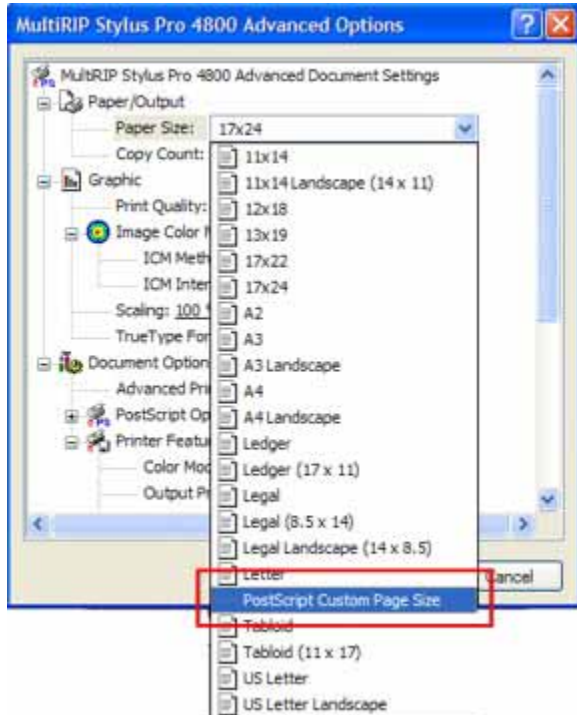 MultiRIP Stylus Pro 4800 Advanced Options
MultiRIP Stylus Pro 4800 Advanced Document Settings
Paper/Output
Paper Size: 17x24
Copy Count:
11x14
11x14 Landscape (14 x 11)
Graphic
Print Quality:
12x18
Image Color
13x19
ICM Meth
17x22
ICM Inter
17x24
Scaling: 100
A2
TrueType For
A3
Document Option
A3 Landscape
Advanced Pri
A4
PostScript Op
A4 Landscape
Printer Featu
Ledger
Color Mod
Ledger (17 x 11)
Output Pr
Legal
Legal (8.5 x 14)
Legal Landscape (14 x 8.5)
Letter
Cancel
PostScript Custom Page Size
Tabloid
Tabloid (11 x 17)
US Letter
US Letter Landscape